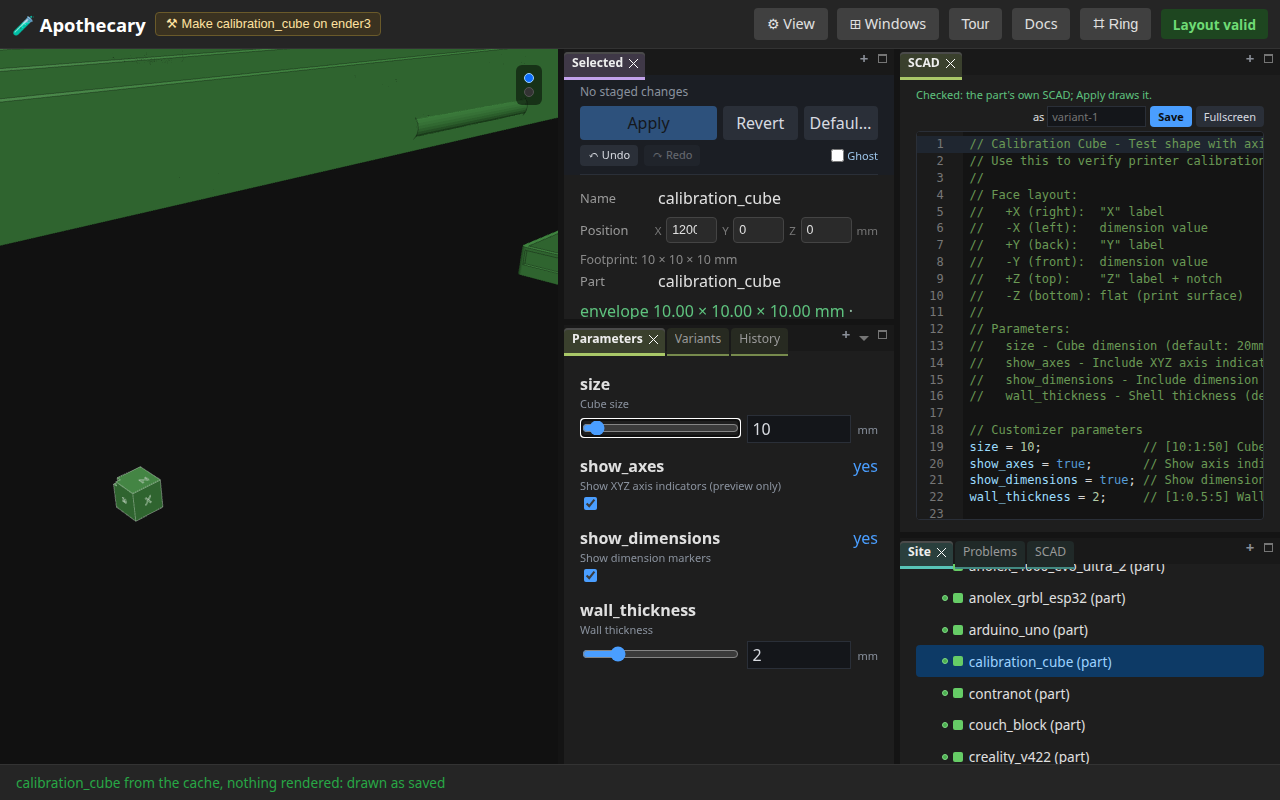 Apothecary
Make calibration_cube on ender3
View
Windows
Tour
Docs
Ring
Layout valid
Selected
No staged changes
Apply
Revert
Defaul...
Undo
Redo
Ghost
Name
calibration_cube
Position
X
1200
Y
0
Z
0
mm
Footprint: 10 × 10 × 10 mm
Part
calibration_cube
envelope 10.00 × 10.00 × 10.00 mm ·
Parameters
Variants
History
size
Cube size
10
mm
show_axes
yes
Show XYZ axis indicators (preview only)
show_dimensions
yes
Show dimension markers
wall_thickness
Wall thickness
2
mm
SCAD
Checked: the part's own SCAD; Apply draws it.
as
variant-1
Save
Fullscreen
1 // Calibration Cube - Test shape with axi
2 // Use this to verify printer calibration
3 //
4 // Face layout:
5 //   +X (right):  "X" label
6 //   -X (left):   dimension value
7 //   +Y (back):   "Y" label
8 //   -Y (front):  dimension value
9 //   +Z (top):    "Z" label + notch
10 //   -Z (bottom): flat (print surface)
11 //
12 // Parameters:
13 //   size - Cube dimension (default: 20mm
14 //   show_axes - Include XYZ axis indicat
15 //   show_dimensions - Include dimension
16 //   wall_thickness - Shell thickness (de
17
18 // Customizer parameters
19 size = 10;             // [10:1:50] Cube
20 show_axes = true;      // Show axis indi
21 show_dimensions = true; // Show dimension
22 wall_thickness = 2;    // [1:0.5:5] Wall
23
Site
Problems
SCAD
anolex_grbl_esp32 (part)
arduino_uno (part)
calibration_cube (part)
contranot (part)
couch_block (part)
creality_v422 (part)
calibration_cube from the cache, nothing rendered: drawn as saved